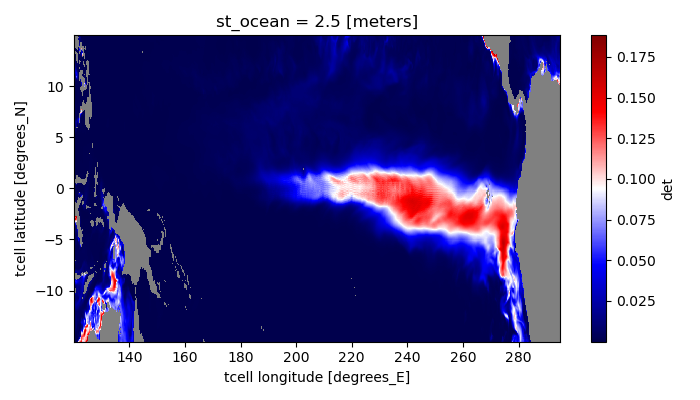 st_ocean = 2.5 [meters]
10
5
0
−5
−10
tcell latitude [degrees_N]
140 160 180 200 220 240 260 280
tcell longitude [degrees_E]
0.175
0.150
0.125
0.100
0.075
0.050
0.025
det